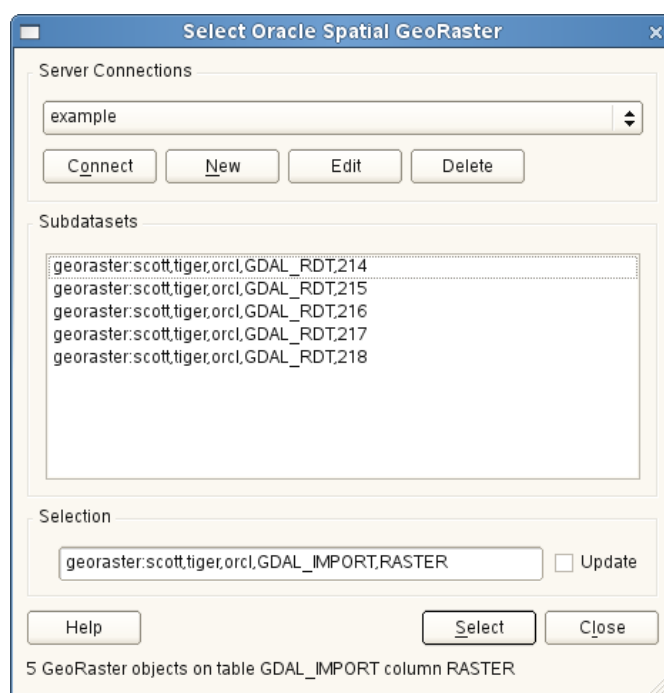 Select Oracle Spatial GeoRaster
Server Connections
example
Connect New Edit Delete
Subdatasets
georaster:scott,tiger,orcl,GDAL_RDT,214
georaster:scott,tiger,orcl,GDAL_RDT,215
georaster:scott,tiger,orcl,GDAL_RDT,216
georaster:scott,tiger,orcl,GDAL_RDT,217
georaster:scott,tiger,orcl,GDAL_RDT,218
Selection
georaster:scott,tiger,orcl,GDAL_IMPORT,RASTER Update
Help Select Close
5 GeoRaster objects on table GDAL_IMPORT column RASTER